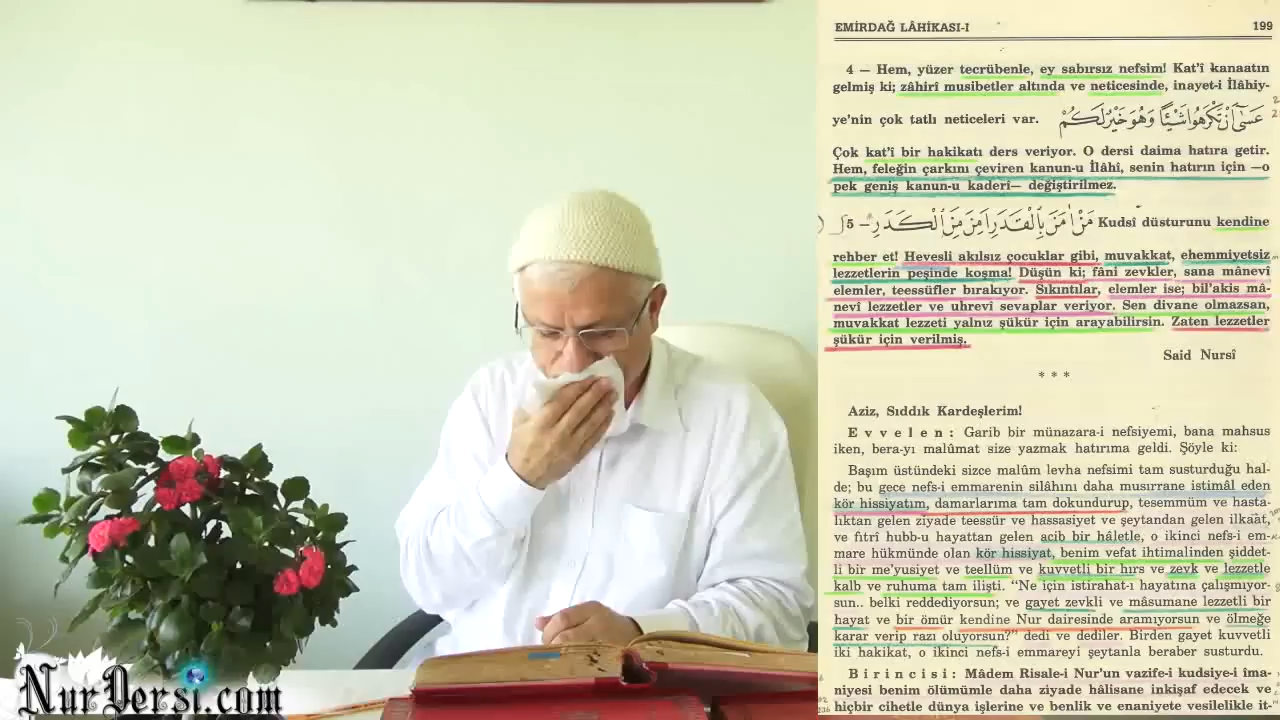 EMİRDAĞ LÂHİKASI-I 199
4 — Hem, yüzer tecrübenle, ey sabırsız nefsim! Kat'î kanaatın
gelmiş ki; zâhirî musibetler altında ve neticesinde, inayet-i İlâhiy-
ye'nin çok tatlı neticeleri var. عَسٰٓى اَنْ تَكْرَهُوا شَيْئًا وَهُوَ خَيْرٌ لَكُمْ
Çok kat'î bir hakikatı ders veriyor. O dersi daima hatıra getir.
Hem, feleğin çarkını çeviren kanun-u İlâhî, senin hatırın için —o
pek geniş kanun-u kaderî— değiştirilmez.
5 — مَنْ اٰمَنَ بِالْقَدَرِ اَمِنَ مِنَ الْكَدَرِ Kudsî düsturunu kendine
rehber et! Hevesli akılsız çocuklar gibi, muvakkat, ehemmiyetsiz
lezzetlerin peşinde koşma! Düşün ki; fâni zevkler, sana mânevî
elemler, teessüfler bırakıyor. Sıkıntılar, elemler ise; bil'akis mâ-
nevî lezzetler ve uhrevî sevaplar veriyor. Sen divane olmazsan,
muvakkat lezzeti yalnız şükür için arayabilirsin. Zaten lezzetler
şükür için verilmiş.
Said Nursî
* * *
Aziz, Sıddık Kardeşlerim!
Evvelen: Garib bir münazara-i nefsiyemi, bana mahsus
iken, bera-yı malûmat size yazmak hatırıma geldi. Şöyle ki:
Başım üstündeki sizce malûm levha nefsimi tam susturduğu hal-
de; bu gece nefs-i emmarenin silâhını daha musırrane istimâl eden
kör hissiyatım, damarlarıma tam dokundurup, tesemmüm ve hasta-
lıktan gelen ziyade teessür ve hassasiyet ve şeytandan gelen ilkaât,
ve fıtrî hubb-u hayattan gelen acib bir hâletle, o ikinci nefs-i em-
mare hükmünde olan kör hissiyat, benim vefat ihtimalinden şiddet-
li bir me'yusiyet ve teellüm ve kuvvetli bir hırs ve zevk ve lezzetle
kalb ve ruhuma tam ilişti. "Ne için istirahat-ı hayatına çalışmıyor-
sun.. belki reddediyorsun; ve gayet zevkli ve mâsumane lezzetli bir
hayat ve bir ömür kendine Nur dairesinde aramıyorsun ve ölmeğe
karar verip razı oluyorsun?" dedi ve dediler. Birden gayet kuvvetli
iki hakikat, o ikinci nefs-i emmareyi şeytanla beraber susturdu.
Birincisi: Mâdem Risale-i Nur'un vazife-i kudsiye-i îma-
niyesi benim ölümümle daha ziyade hâlisane inkişaf edecek ve
hiçbir cihetle dünya işlerine ve benlik ve enaniyete vesilelikle it-
NurDersi.com